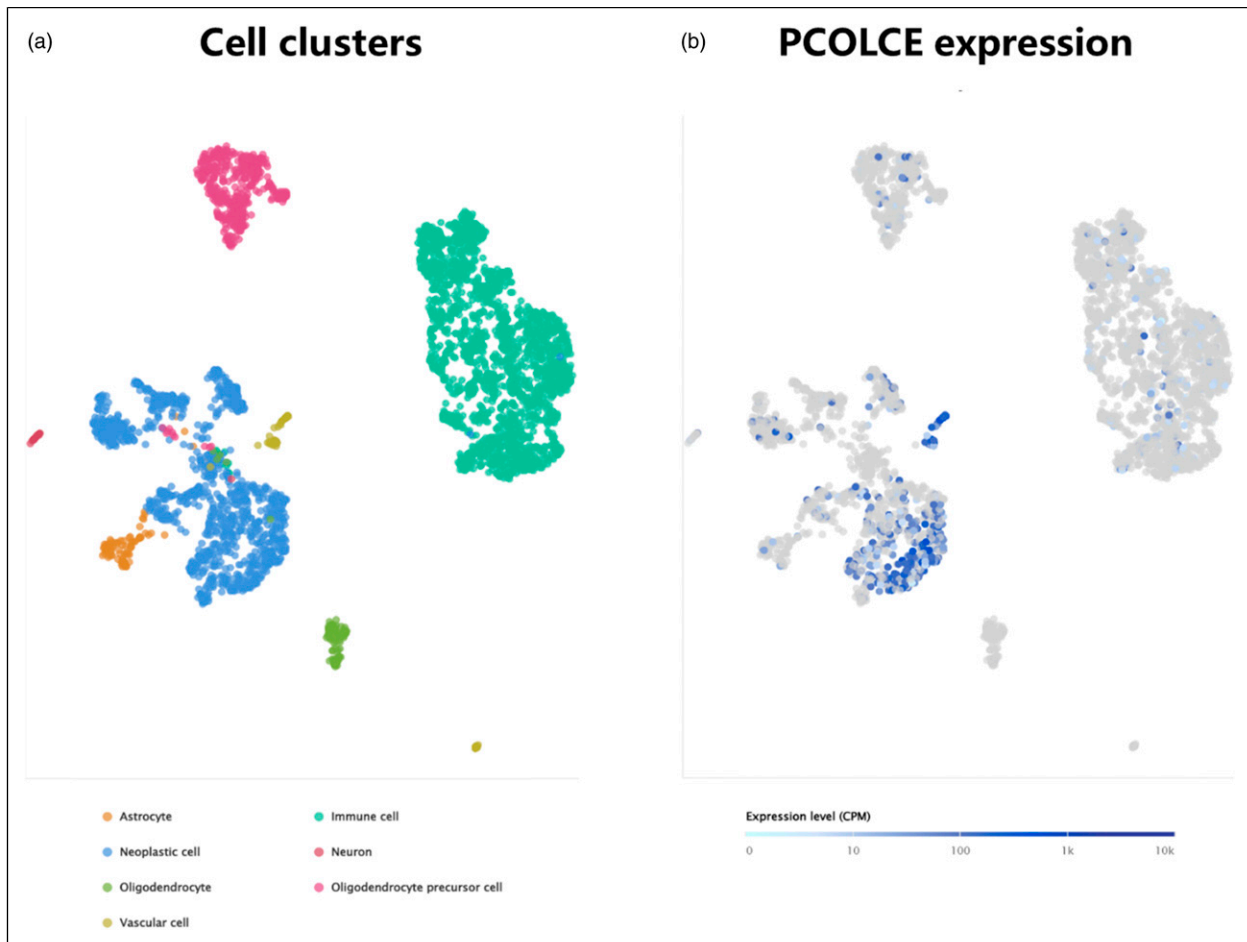 (a) Cell clusters
(b) PCOLCE expression
Astrocyte
Immune cell
Neoplastic cell
Neuron
Oligodendrocyte
Oligodendrocyte precursor cell
Vascular cell
Expression level (CPM)
0 10 100 1k 10k